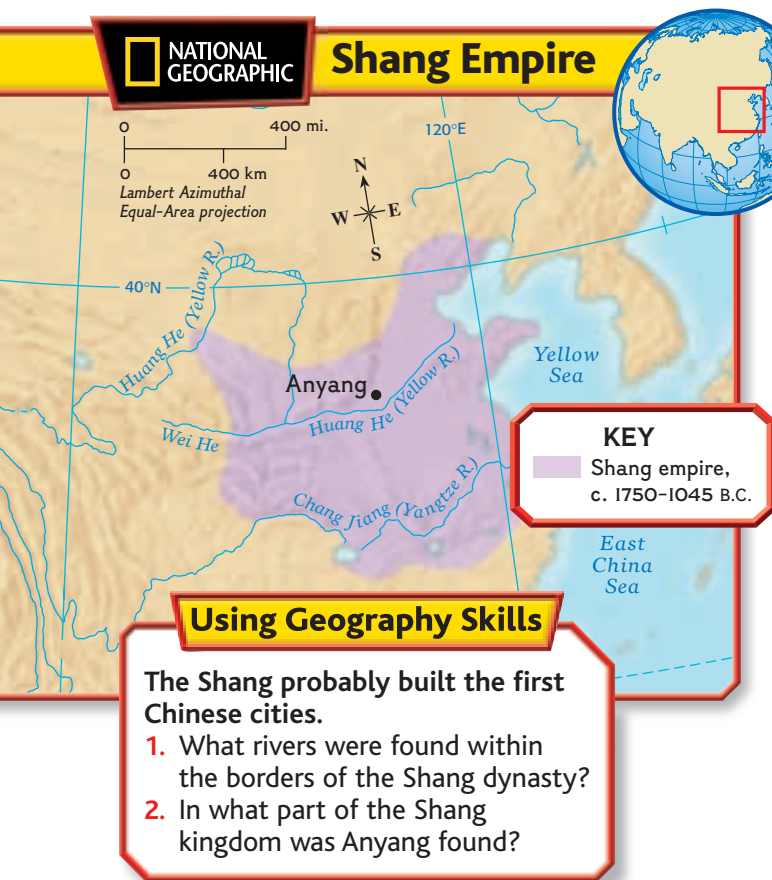 NATIONAL
GEOGRAPHIC
Shang Empire
0 400 mi.
0 400 km
Lambert Azimuthal
Equal-Area projection
120°E
N
W E
S
40°N
Huang He (Yellow R.)
Anyang
Yellow
Sea
Huang He (Yellow R.)
Wei He
KEY
Shang empire,
c. 1750–1045 B.C.
Chang Jiang (Yangtze R.)
East
China
Sea
Using Geography Skills
The Shang probably built the first
Chinese cities.
1. What rivers were found within
the borders of the Shang dynasty?
2. In what part of the Shang
kingdom was Anyang found?